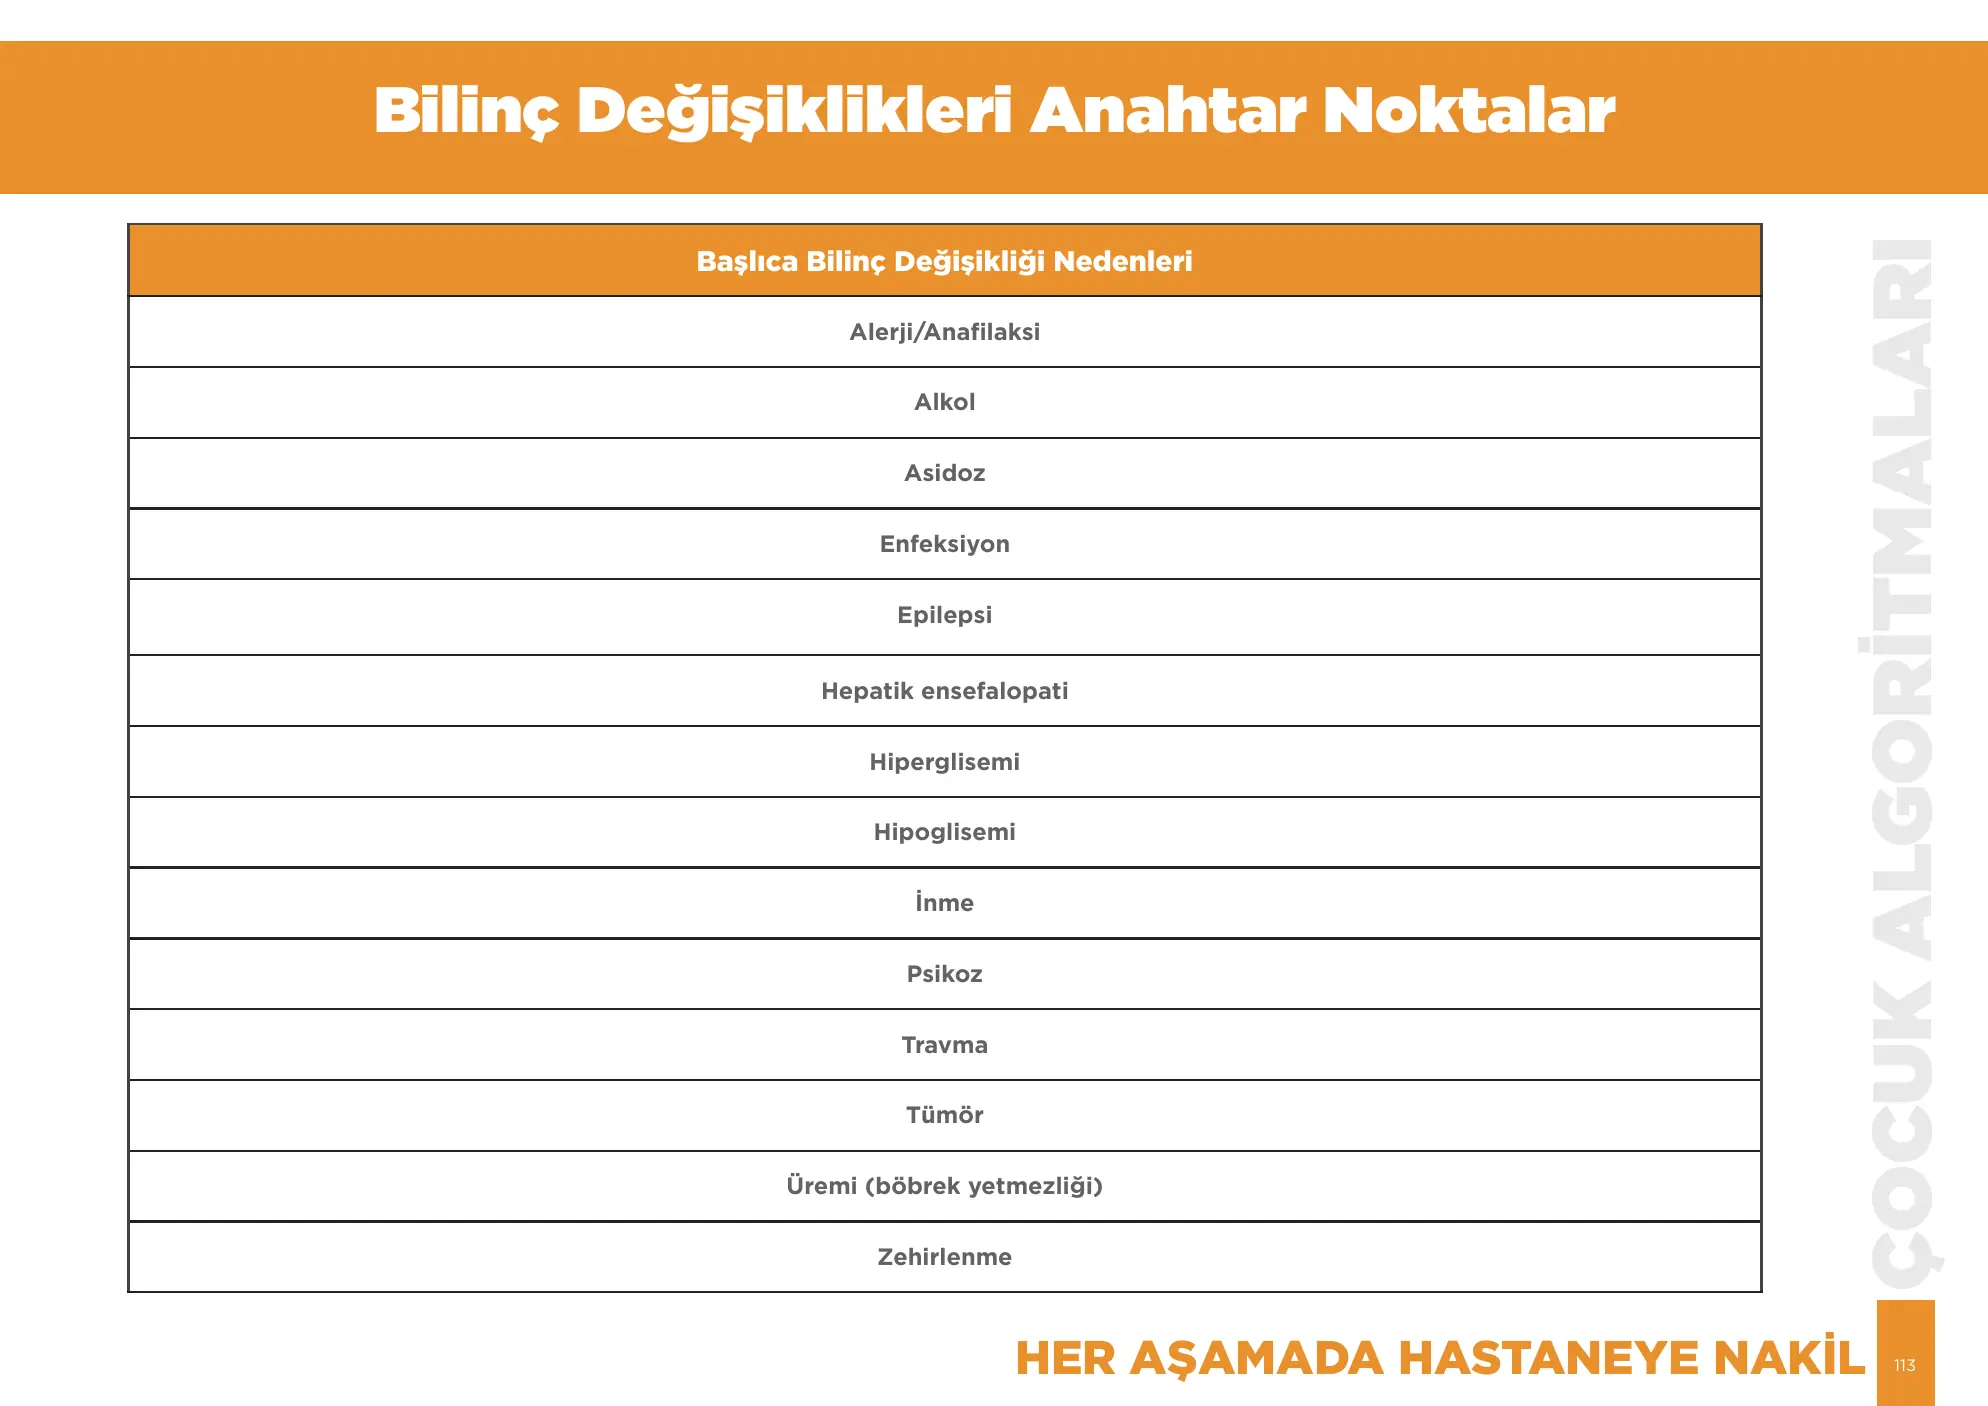 Bilinç Değişiklikleri Anahtar Noktalar
Başlıca Bilinç Değişikliği Nedenleri
Alerji/Anafilaksi
Alkol
Asidoz
Enfeksiyon
Epilepsi
Hepatik ensefalopati
Hiperglisemi
Hipoglisemi
İnme
Psikoz
Travma
Tümör
Üremi (böbrek yetmezliği)
Zehirlenme
ÇOCUK ALGORİTMALARI
HER AŞAMADA HASTANEYE NAKİL
113